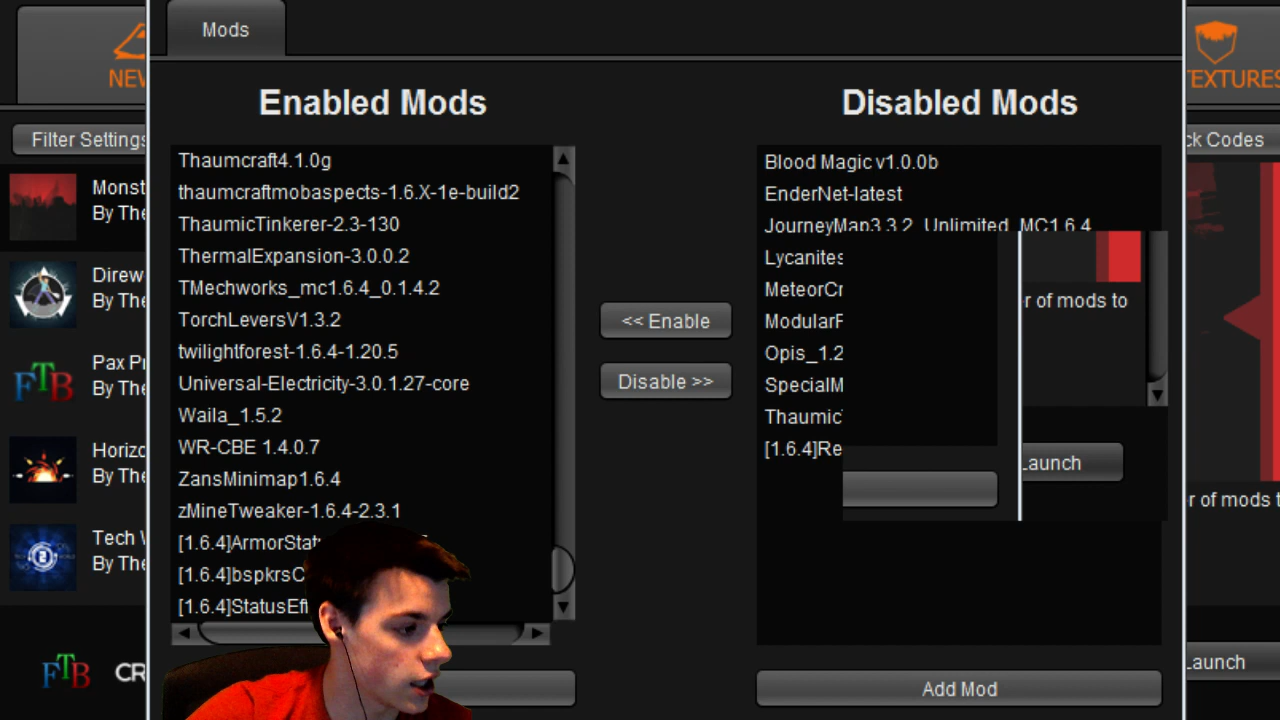 Mods
NEW
TEXTURES
Enabled Mods
Disabled Mods
Filter Settings
ck Codes
Thaumcraft4.1.0g
thaumcraftmobaspects-1.6.X-1e-build2
ThaumicTinkerer-2.3-130
ThermalExpansion-3.0.0.2
TMechworks_mc1.6.4_0.1.4.2
TorchLeversV1.3.2
twilightforest-1.6.4-1.20.5
Universal-Electricity-3.0.1.27-core
Waila_1.5.2
WR-CBE 1.4.0.7
ZansMinimap1.6.4
zMineTweaker-1.6.4-2.3.1
[1.6.4]ArmorStatu
[1.6.4]bspkrsC
[1.6.4]StatusEff
<< Enable
Disable >>
Blood Magic v1.0.0b
EnderNet-latest
JourneyMap3.3.2_Unlimited_MC1.6.4
Lycanites
MeteorCr
Modular
Opis_1.2
SpecialM
Thaumic
[1.6.4]Re
r of mods to
Launch
Add Mod
Monst
By The
Direw
By The
Pax Pr
By The
FTB
Horizo
By The
Tech W
By The
FTB
CR
er of mods t
Launch